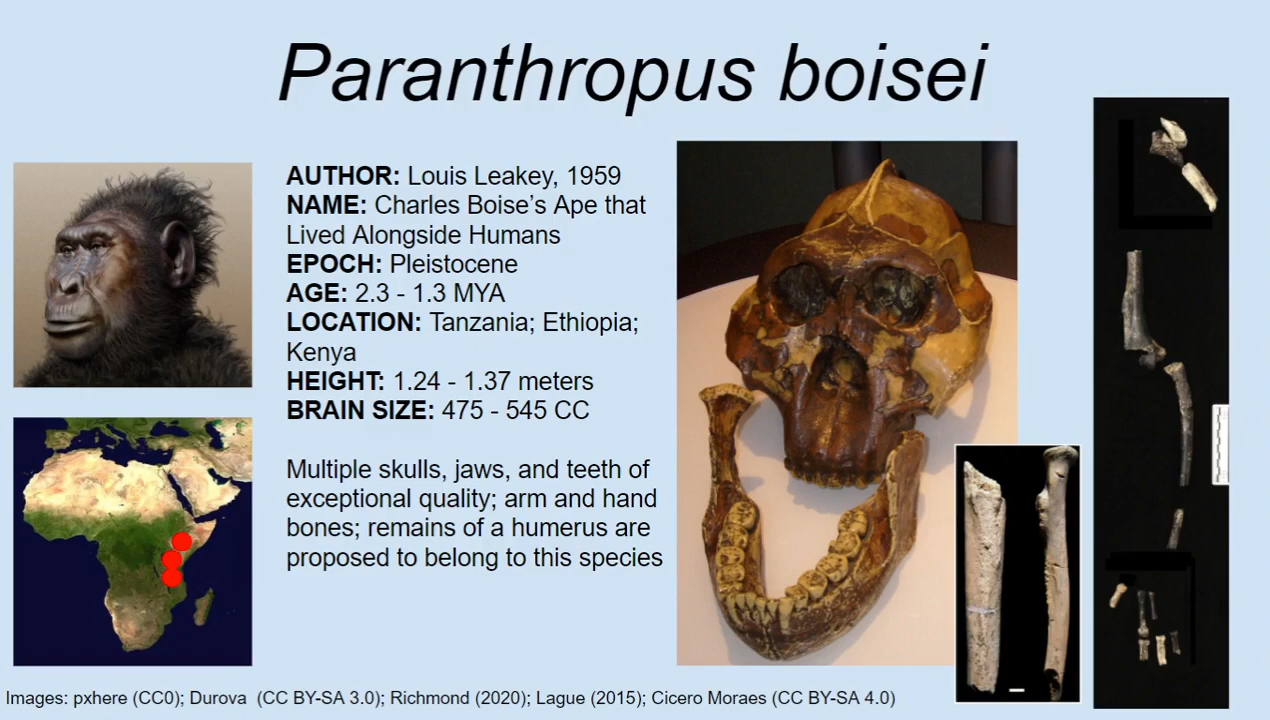 Paranthropus boisei
AUTHOR: Louis Leakey, 1959
NAME: Charles Boise's Ape that
Lived Alongside Humans
EPOCH: Pleistocene
AGE: 2.3 - 1.3 MYA
LOCATION: Tanzania; Ethiopia;
Kenya
HEIGHT: 1.24 - 1.37 meters
BRAIN SIZE: 475 - 545 CC
Multiple skulls, jaws, and teeth of
exceptional quality; arm and hand
bones; remains of a humerus are
proposed to belong to this species
Images: pxhere (CC0); Durova (CC BY-SA 3.0); Richmond (2020); Lague (2015); Cicero Moraes (CC BY-SA 4.0)